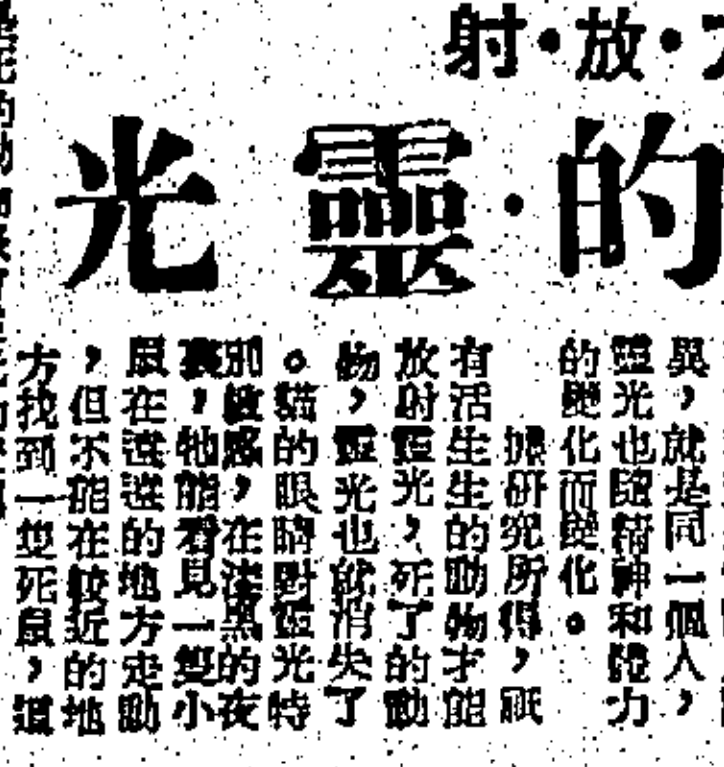 射·放·
光靈·的
異，就是同一個人，
靈光也隨精神和體力
的變化而變化。
據研究所得，祇
有活生生的動物才能
放射靈光，死了的動
物，靈光也就消失了
。貓的眼睛對靈光特
別敏感，在漆黑的夜
裏，牠能看見一隻小
鼠在遠遠的地方走動
，但不能在較近的地
方找到一隻死鼠，這